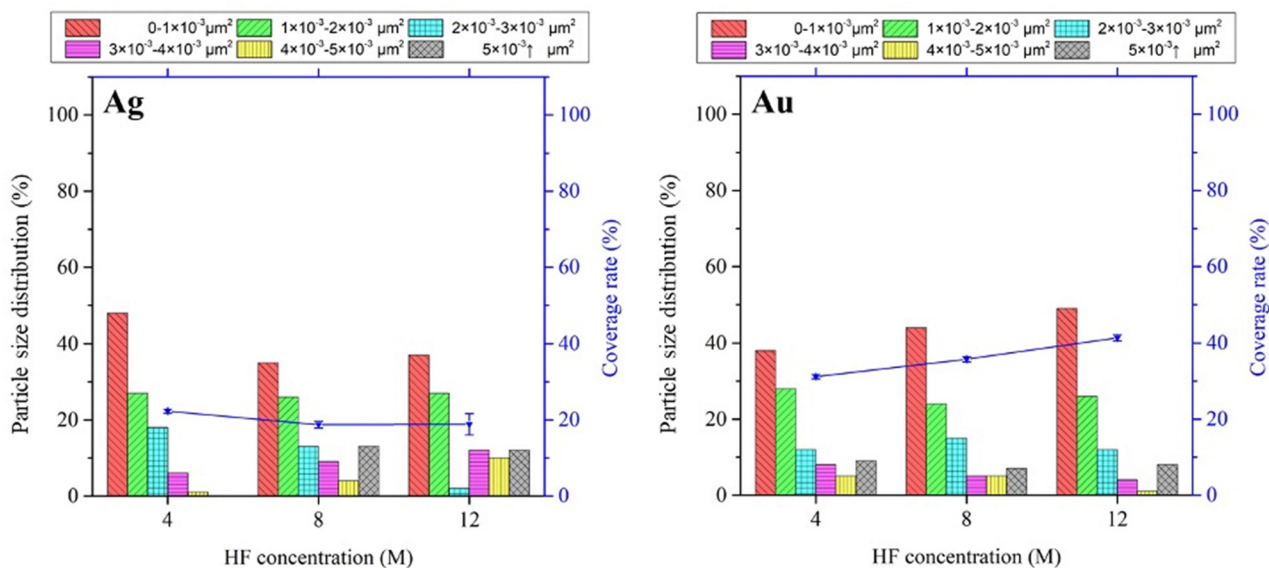 0-1×10⁻³μm² 1×10⁻³-2×10⁻³ μm² 2×10⁻³-3×10⁻³ μm²
3×10⁻³-4×10⁻³ μm² 4×10⁻³-5×10⁻³ μm² 5×10⁻³↑ μm²
Ag
Particle size distribution (%)
100
80
60
40
20
0
4 8 12
HF concentration (M)
100
80
60
40
20
0
Coverage rate (%)
0-1×10⁻³μm² 1×10⁻³-2×10⁻³ μm² 2×10⁻³-3×10⁻³ μm²
3×10⁻³-4×10⁻³ μm² 4×10⁻³-5×10⁻³ μm² 5×10⁻³↑ μm²
Au
Particle size distribution (%)
100
80
60
40
20
0
4 8 12
HF concentration (M)
100
80
60
40
20
0
Coverage rate (%)